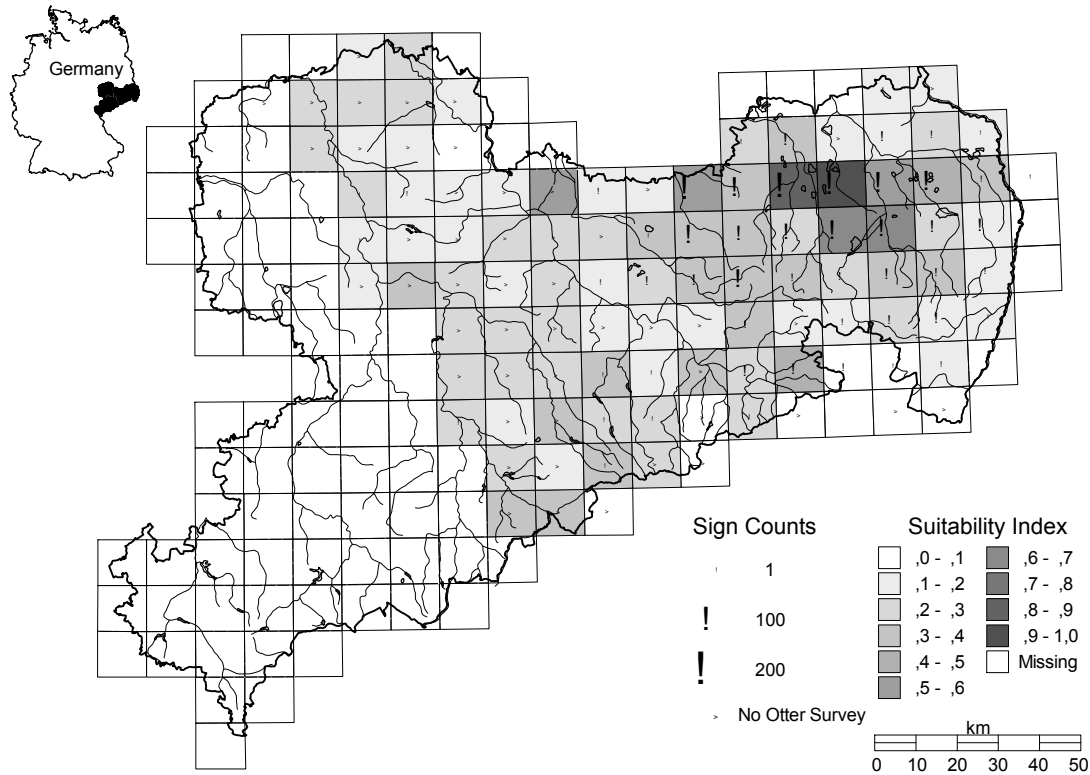 Germany
Sign Counts
1
! 100
! 200
> No Otter Survey
Suitability Index
,0 - ,1
,1 - ,2
,2 - ,3
,3 - ,4
,4 - ,5
,5 - ,6
,6 - ,7
,7 - ,8
,8 - ,9
,9 - 1,0
Missing
km
0 10 20 30 40 50